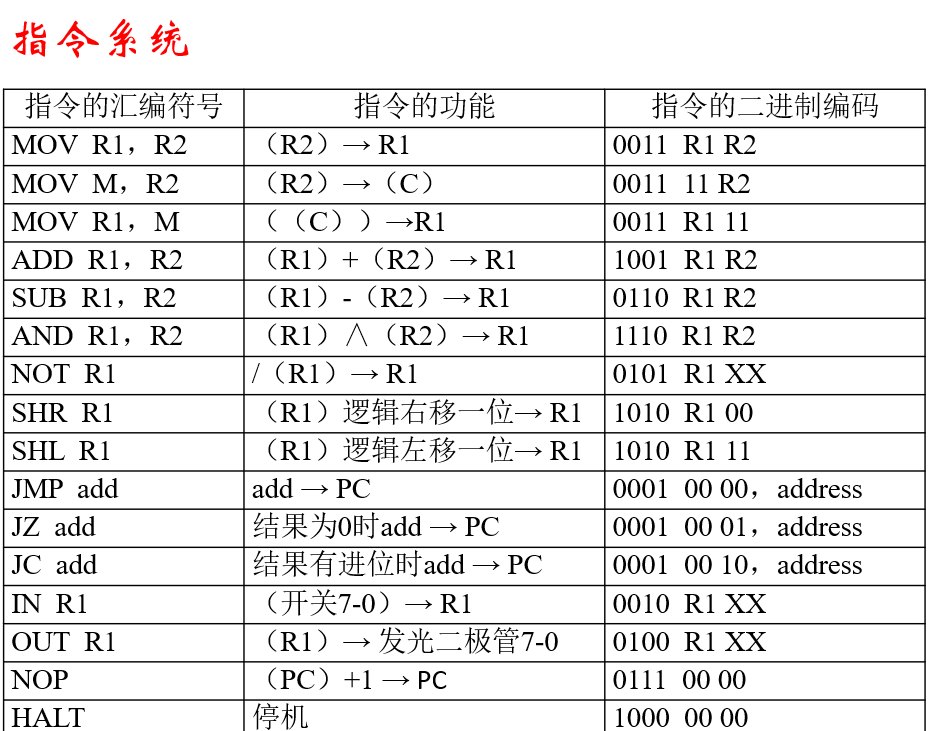 指令系统
指令的汇编符号 指令的功能 指令的二进制编码
MOV R1，R2 （R2）→ R1 0011 R1 R2
MOV M，R2 （R2）→（C） 0011 11 R2
MOV R1，M （（C））→R1 0011 R1 11
ADD R1，R2 （R1）+（R2）→ R1 1001 R1 R2
SUB R1，R2 （R1）-（R2）→ R1 0110 R1 R2
AND R1，R2 （R1）∧（R2）→ R1 1110 R1 R2
NOT R1 /（R1）→ R1 0101 R1 XX
SHR R1 （R1）逻辑右移一位→ R1 1010 R1 00
SHL R1 （R1）逻辑左移一位→ R1 1010 R1 11
JMP add add → PC 0001 00 00，address
JZ add 结果为0时add → PC 0001 00 01，address
JC add 结果有进位时add → PC 0001 00 10，address
IN R1 （开关7-0）→ R1 0010 R1 XX
OUT R1 （R1）→ 发光二极管7-0 0100 R1 XX
NOP （PC）+1 → PC 0111 00 00
HALT 停机 1000 00 00